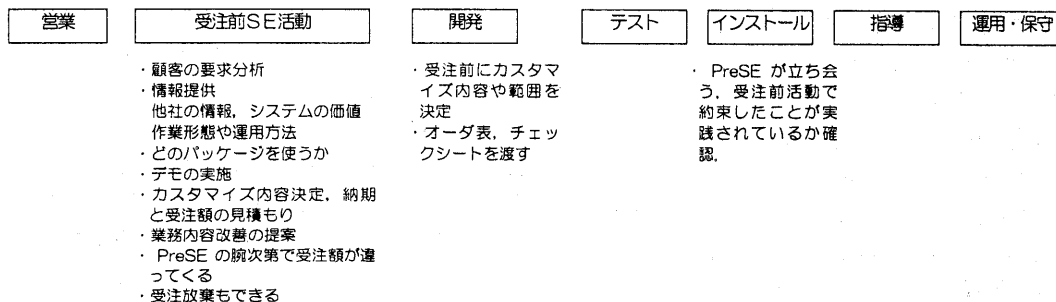 営業
受注前SE活動
開発
テスト
インストール
指導
運用・保守
・顧客の要求分析
・情報提供
他社の情報，システムの価値
作業形態や運用方法
・どのパッケージを使うか
・デモの実施
・カスタマイズ内容決定，納期
と受注額の見積もり
・業務内容改善の提案
・ PreSE の腕次第で受注額が違
ってくる
・受注放棄もできる
・受注前にカスタマ
イズ内容や範囲を
決定
・オーダ表，チェッ
クシートを渡す
・ PreSE が立ち会
う，受注前活動で
約束したことが実
践されているか確
認．